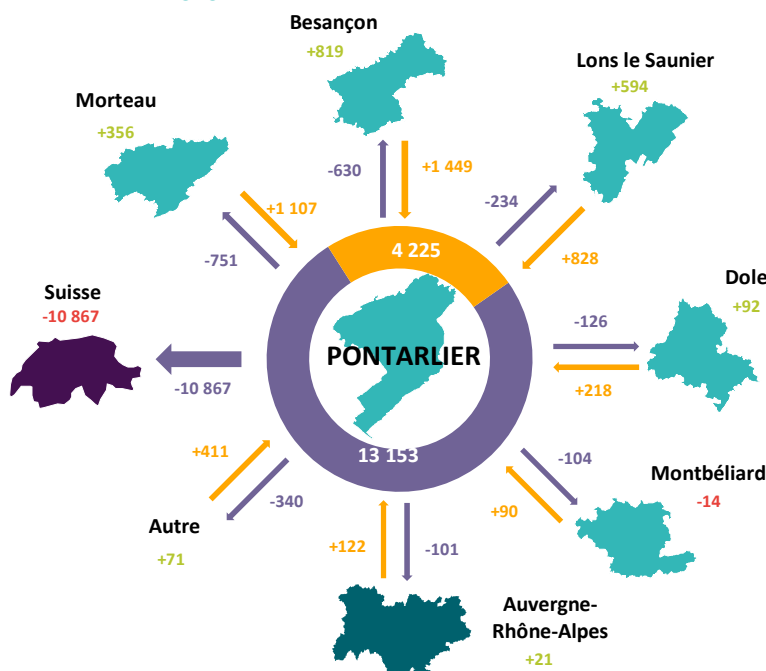 Besançon
+819
Lons le Saunier
+594
Morteau
+356
-630
+1 449
-234
+1 107
+828
-751
4 225
Dole
+92
Suisse
-10 867
-126
PONTARLIER
-10 867
+218
+411
13 153
-104
Montbéliard
-14
-340
+90
Autre
+71
+122
-101
Auvergne-
Rhône-Alpes
+21